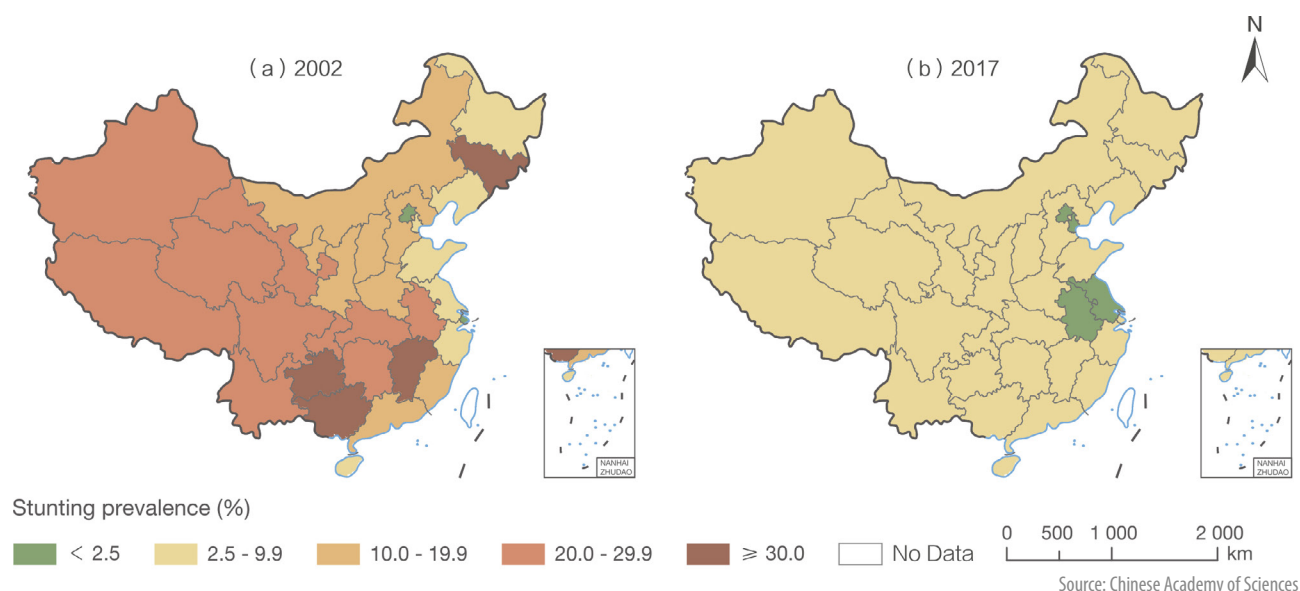 (a) 2002
(b) 2017
N
NANHAI
ZHUDAO
NANHAI
ZHUDAO
Stunting prevalence (%)
< 2.5
2.5 - 9.9
10.0 - 19.9
20.0 - 29.9
⩾ 30.0
No Data
0 500 1 000 2 000
km
Source: Chinese Academy of Sciences